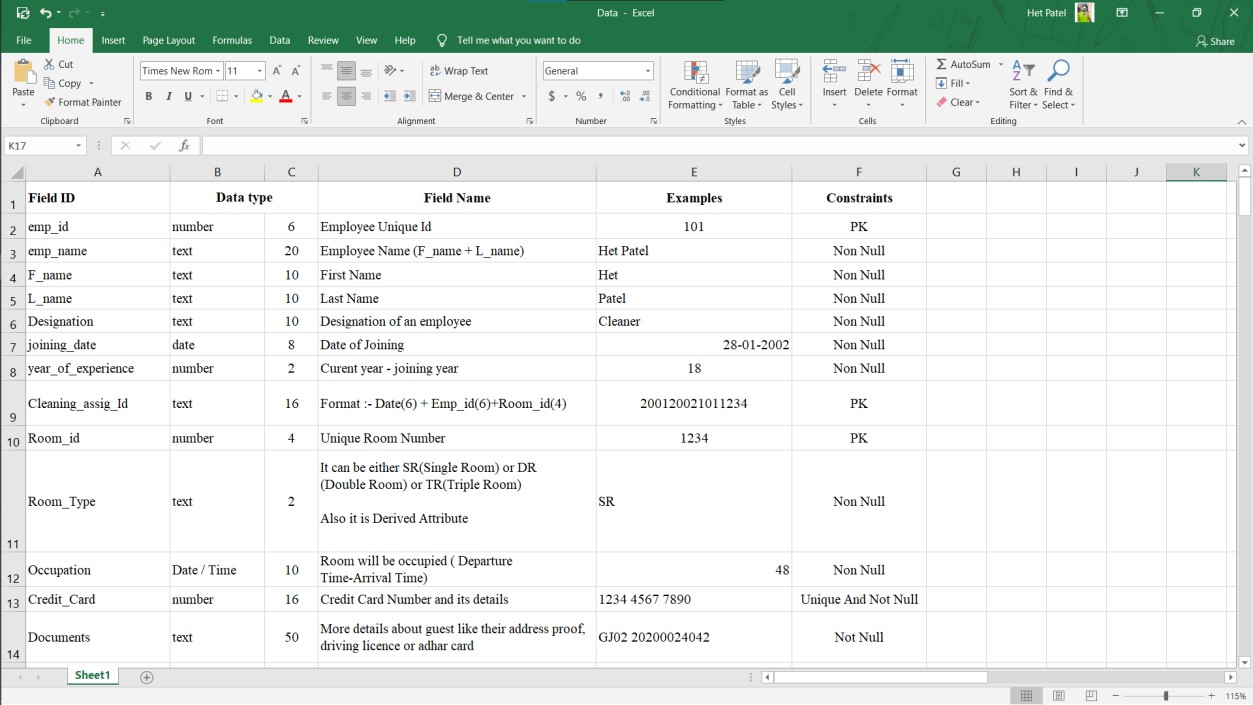 Data - Excel
Het Patel
File Home Insert Page Layout Formulas Data Review View Help Tell me what you want to do
Share
Paste
Cut
Copy
Format Painter
Clipboard
Times New Rom 11
B I U
Font
Wrap Text
Merge & Center
Alignment
General
$ % ,
Number
Conditional Formatting
Format as Table
Cell Styles
Styles
Insert Delete Format
Cells
AutoSum
Fill
Clear
Sort & Filter
Find & Select
Editing
K17
fx
A B C D E F G H I J K
1 Field ID Data type Field Name Examples Constraints
2 emp_id number 6 Employee Unique Id 101 PK
3 emp_name text 20 Employee Name (F_name + L_name) Het Patel Non Null
4 F_name text 10 First Name Het Non Null
5 L_name text 10 Last Name Patel Non Null
6 Designation text 10 Designation of an employee Cleaner Non Null
7 joining_date date 8 Date of Joining 28-01-2002 Non Null
8 year_of_experience number 2 Curent year - joining year 18 Non Null
9 Cleaning_assig_Id text 16 Format :- Date(6) + Emp_id(6)+Room_id(4) 200120021011234 PK
10 Room_id number 4 Unique Room Number 1234 PK
It can be either SR(Single Room) or DR
(Double Room) or TR(Triple Room)
11 Room_Type text 2 SR Non Null
Also it is Derived Attribute
Room will be occupied ( Departure
12 Occupation Date / Time 10 48 Non Null
Time-Arrival Time)
13 Credit_Card number 16 Credit Card Number and its details 1234 4567 7890 Unique And Not Null
More details about guest like their address proof,
14 Documents text 50 GJ02 20200024042 Not Null
driving licence or adhar card
Sheet1
115%